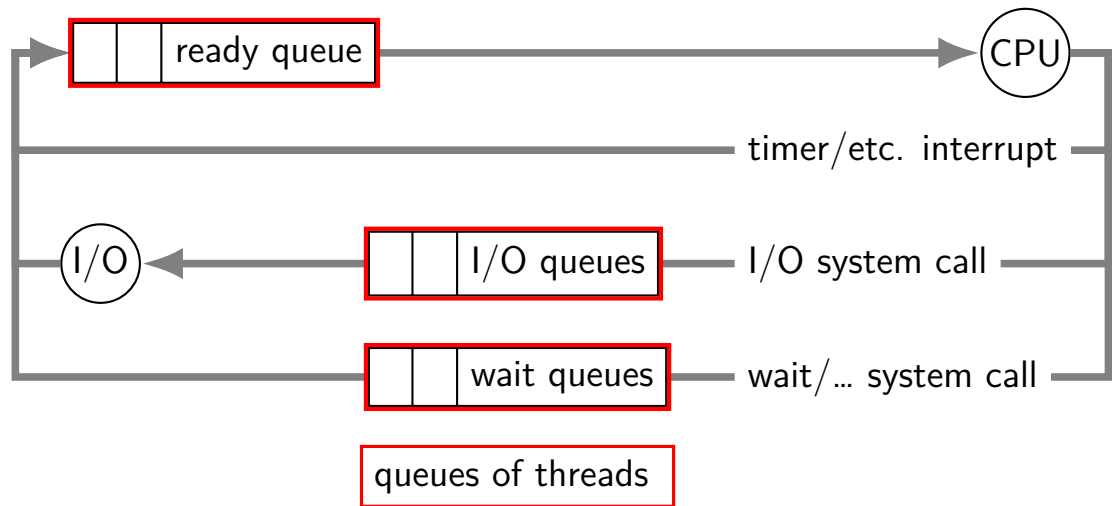 ready queue
CPU
timer/etc. interrupt
I/O
I/O queues
I/O system call
wait queues
wait/... system call
queues of threads